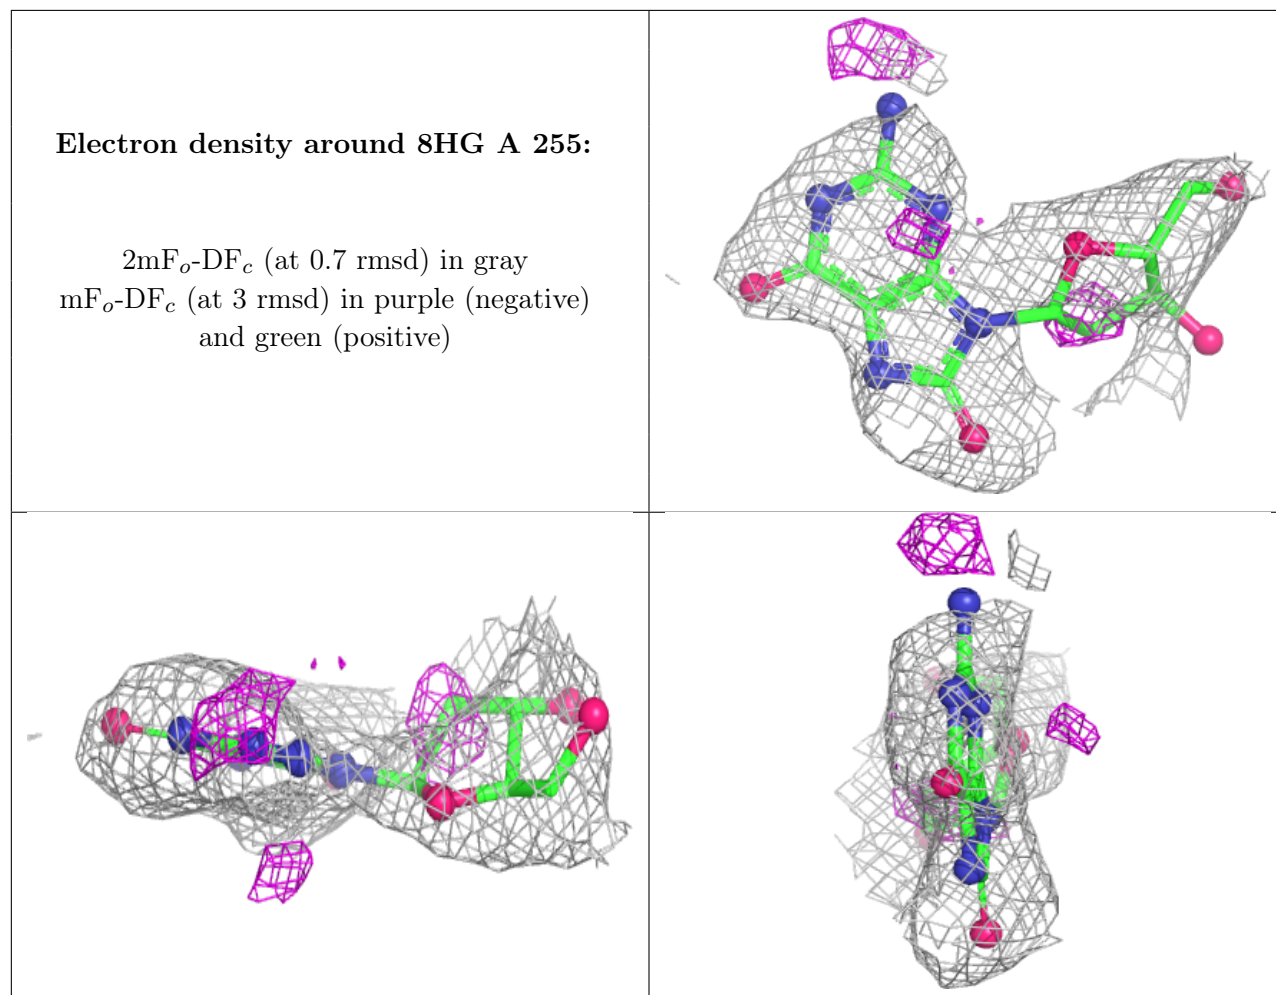 Electron density around 8HG A 255:
2mF𝑜-DF𝑐 (at 0.7 rmsd) in gray
mF𝑜-DF𝑐 (at 3 rmsd) in purple (negative)
and green (positive)